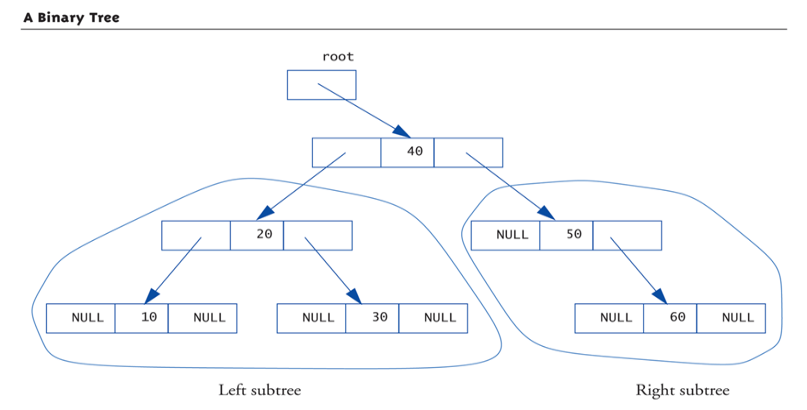 A Binary Tree
root
40
20
NULL 50
NULL 10 NULL
NULL 30 NULL
NULL 60 NULL
Left subtree
Right subtree